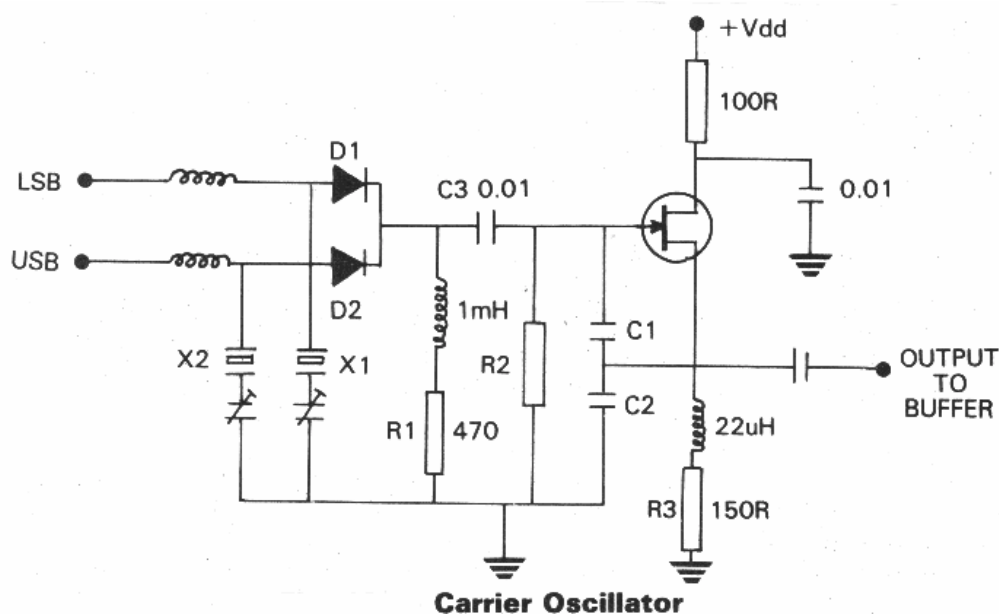 +Vdd
100R
D1
LSB
C3 0.01
0.01
USB
D2
1mH
C1
X2
X1
R2
OUTPUT
TO
BUFFER
C2
R1 470
22uH
R3 150R
Carrier Oscillator